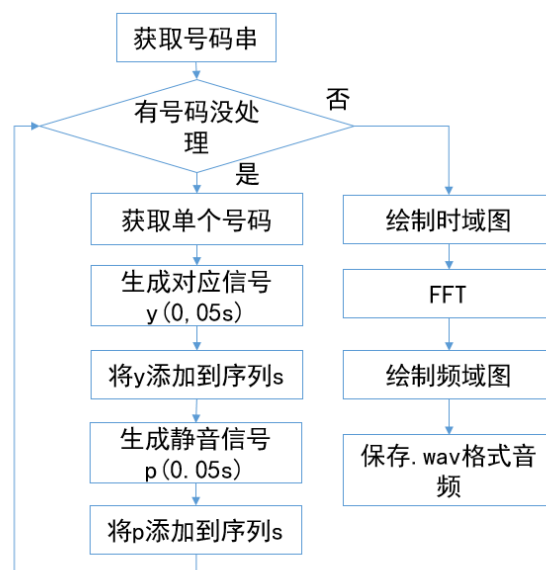 获取号码串
有号码没处
理
否
是
获取单个号码
生成对应信号
y(0,05s)
将y添加到序列s
生成静音信号
p(0.05s)
将p添加到序列s
绘制时域图
FFT
绘制频域图
保存.wav格式音
频